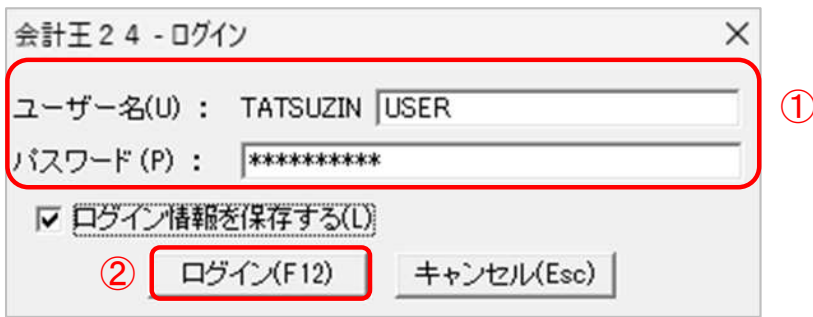 会計王２４ - ログイン
①
ユーザー名(U) ： TATSUZIN USER
パスワード(P) ： **********
ログイン情報を保存する(L)
② ログイン(F12) キャンセル(Esc)